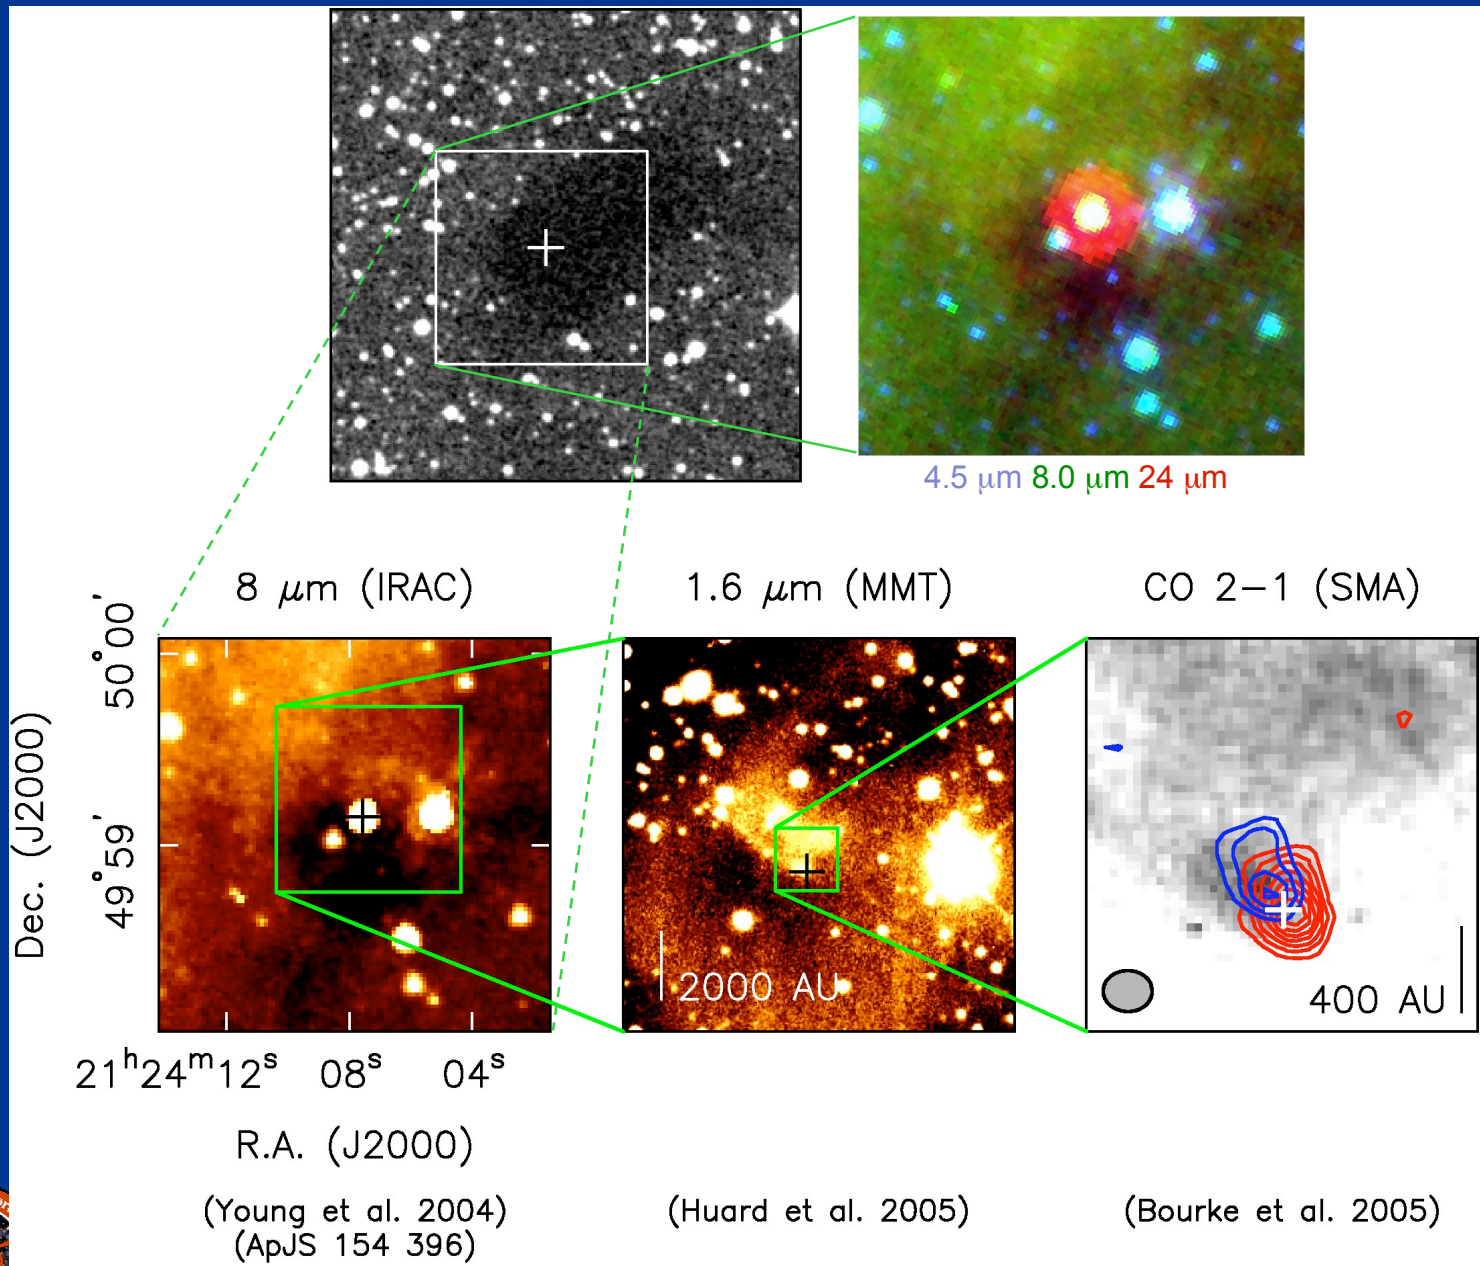 4.5 μm 8.0 μm 24 μm
8 μm (IRAC)
1.6 μm (MMT)
CO 2−1 (SMA)
Dec. (J2000)
50°00'
49°59'
2000 AU
400 AU
21ʰ24ᵐ12ˢ 08ˢ 04ˢ
R.A. (J2000)
(Young et al. 2004)
(ApJS 154 396)
(Huard et al. 2005)
(Bourke et al. 2005)